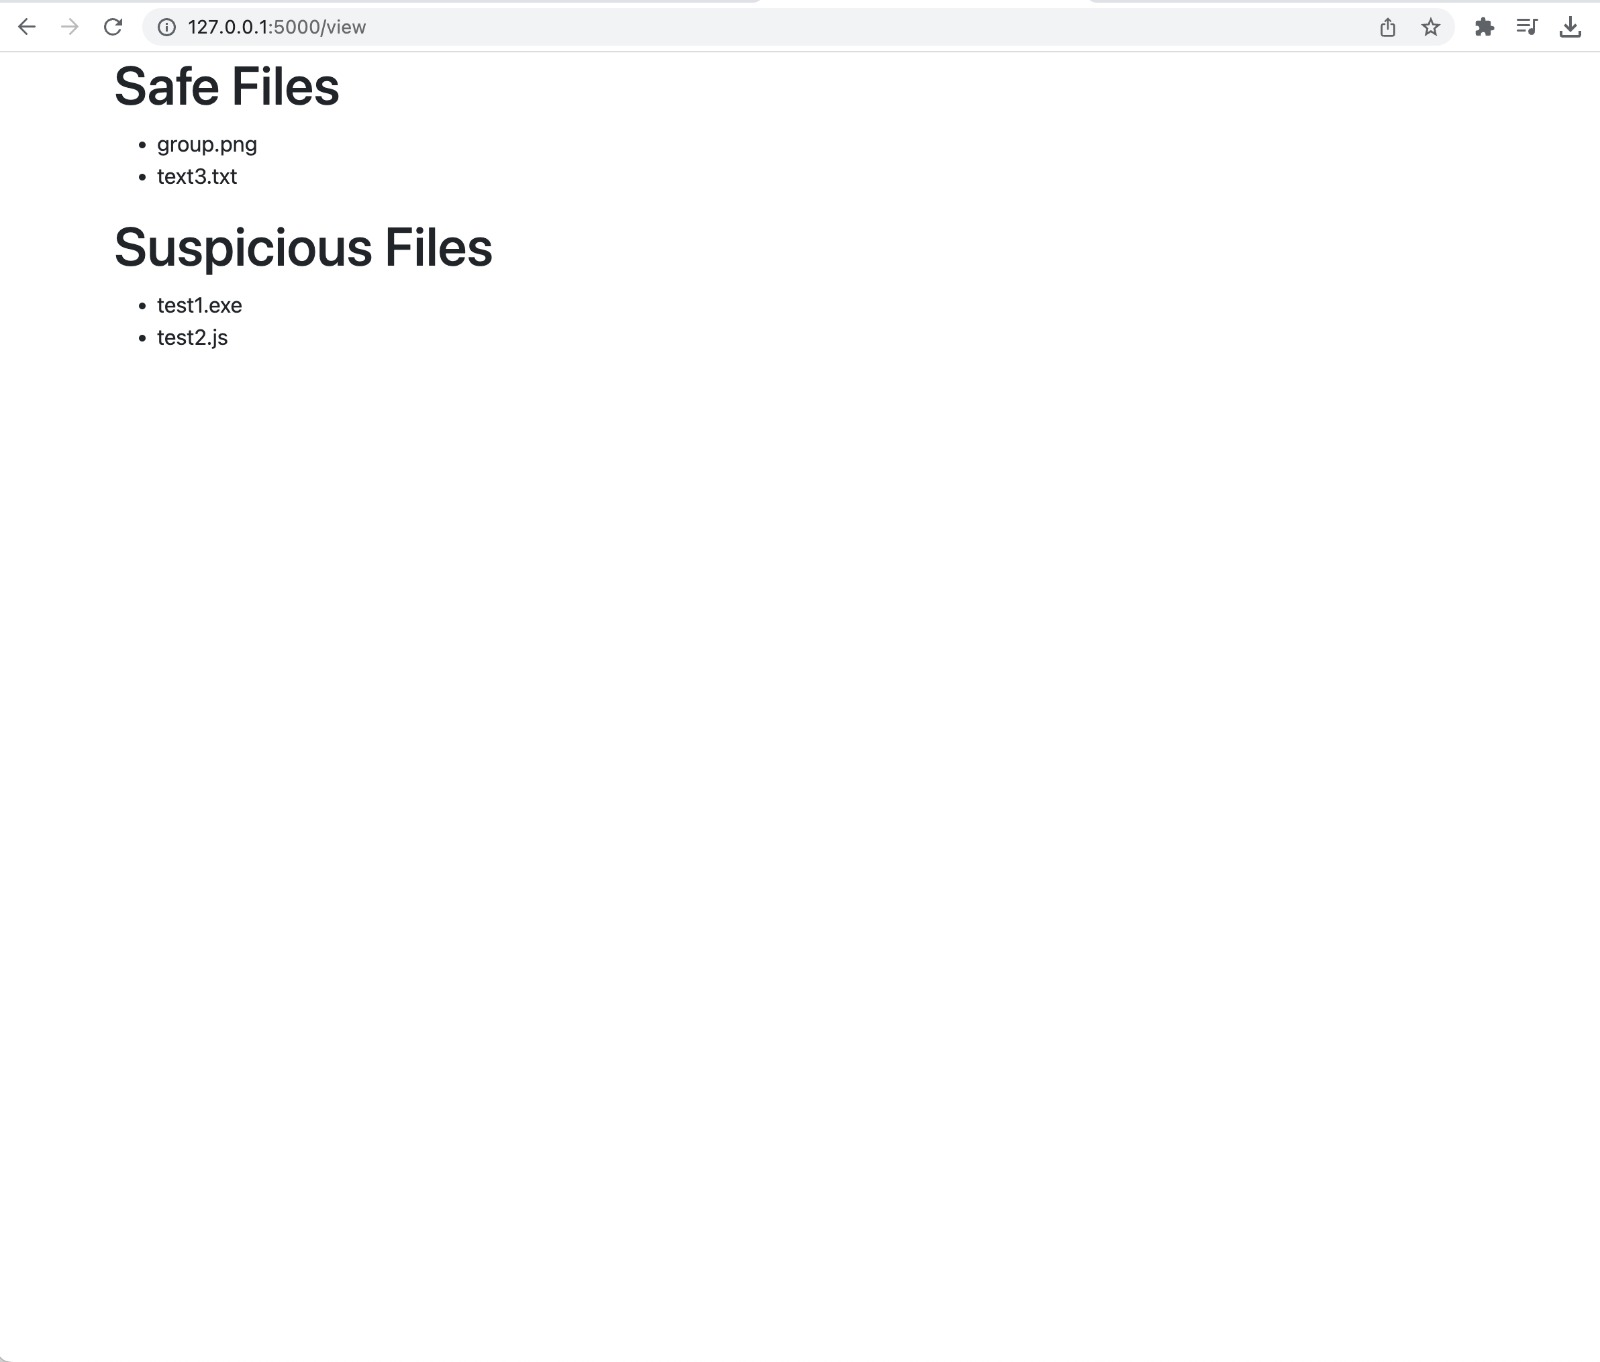 127.0.0.1:5000/view
Safe Files
• group.png
• text3.txt
Suspicious Files
• test1.exe
• test2.js